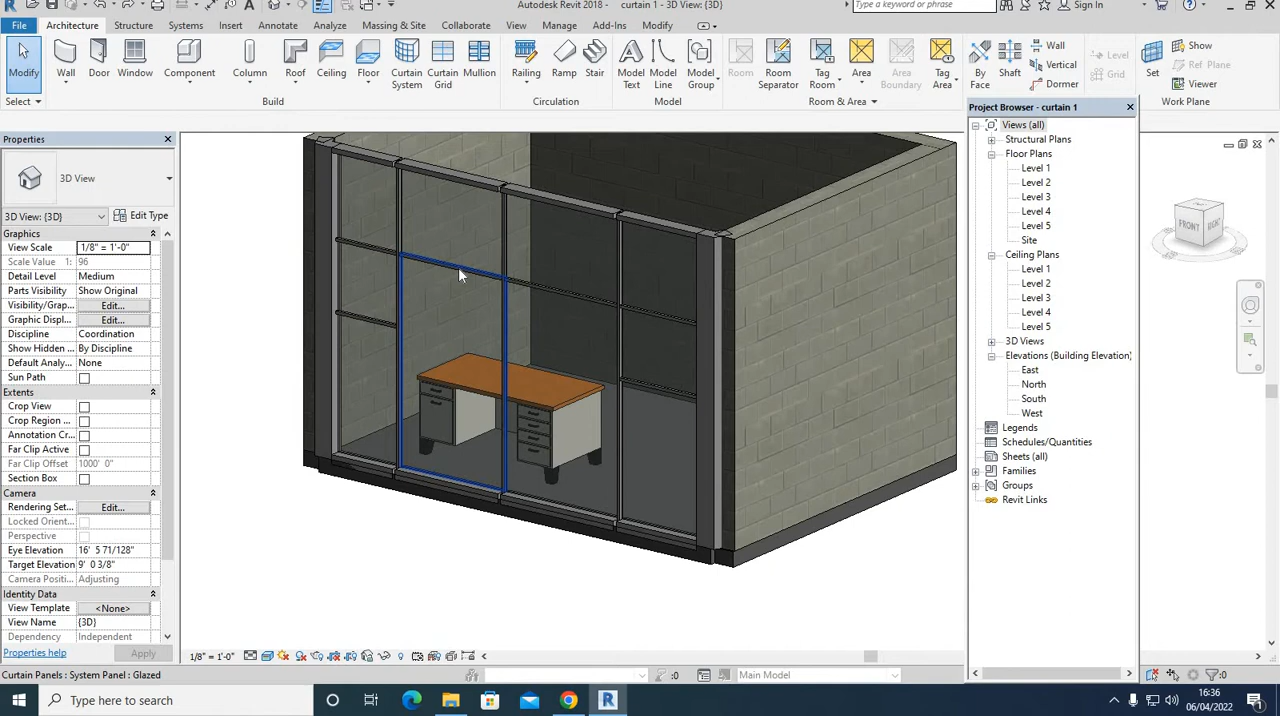 Autodesk Revit 2018 - curtain 1 - 3D View: {3D}
Type a keyword or phrase
Sign In
File
Architecture
Structure
Systems
Insert
Annotate
Analyze
Massing & Site
Collaborate
View
Manage
Add-Ins
Modify
Modify
Wall
Door
Window
Component
Column
Roof
Ceiling
Floor
Curtain System
Curtain Grid
Mullion
Railing
Ramp
Stair
Model Text
Model Line
Model Group
Room
Room Separator
Tag Room
Area
Area Boundary
Tag Area
By Face
Shaft
Wall
Vertical
Dormer
Level
Grid
Set
Show
Ref Plane
Viewer
Select
Build
Circulation
Model
Room & Area
Work Plane
Properties
3D View
3D View: {3D}
Edit Type
Graphics
View Scale 1/8" = 1'-0"
Scale Value 1: 96
Detail Level Medium
Parts Visibility Show Original
Visibility/Grap... Edit...
Graphic Displ... Edit...
Discipline Coordination
Show Hidden ... By Discipline
Default Analy... None
Sun Path
Extents
Crop View
Crop Region ...
Annotation Cr...
Far Clip Active
Far Clip Offset 1000' 0"
Section Box
Camera
Rendering Set... Edit...
Locked Orient...
Perspective
Eye Elevation 16' 5 71/128"
Target Elevation 9' 0 3/8"
Camera Positi... Adjusting
Identity Data
View Template <None>
View Name {3D}
Dependency Independent
Properties help
Apply
FRONT
RIGHT
Project Browser - curtain 1
Views (all)
Structural Plans
Floor Plans
Level 1
Level 2
Level 3
Level 4
Level 5
Site
Ceiling Plans
Level 1
Level 2
Level 3
Level 4
Level 5
3D Views
Elevations (Building Elevation)
East
North
South
West
Legends
Schedules/Quantities
Sheets (all)
Families
Groups
Revit Links
1/8" = 1'-0"
Curtain Panels : System Panel : Glazed
:0
Main Model
:0
Type here to search
16:36
06/04/2022